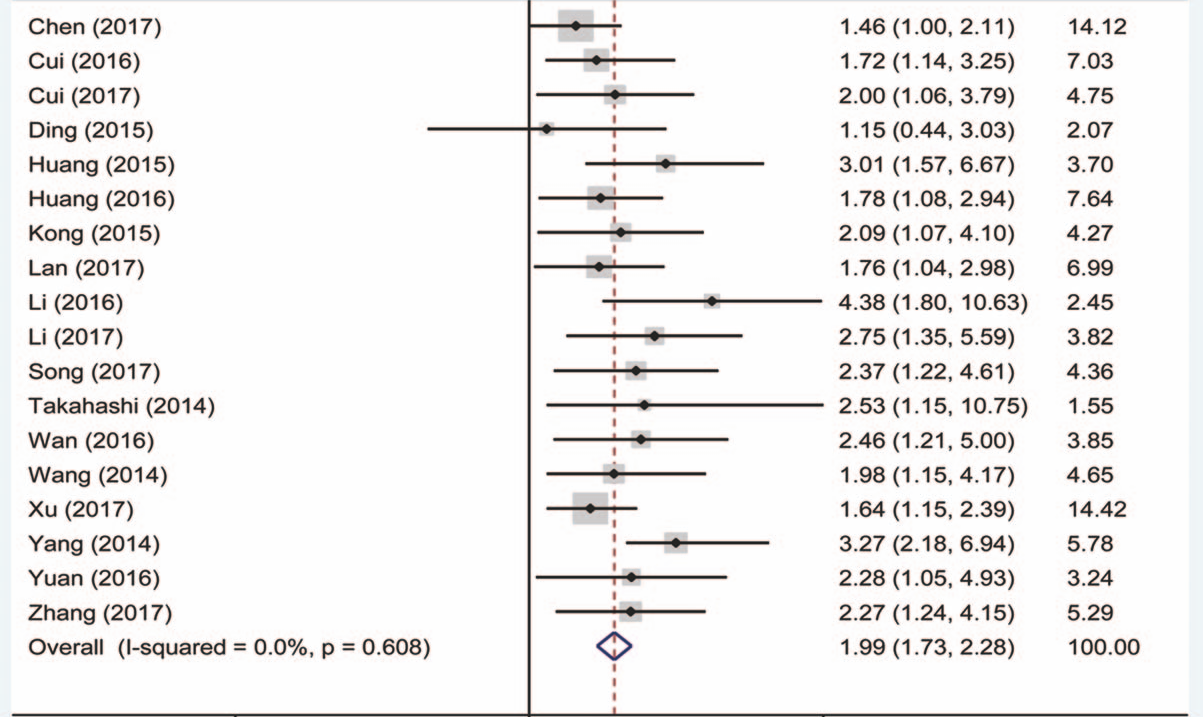 Chen (2017) 1.46 (1.00, 2.11) 14.12
Cui (2016) 1.72 (1.14, 3.25) 7.03
Cui (2017) 2.00 (1.06, 3.79) 4.75
Ding (2015) 1.15 (0.44, 3.03) 2.07
Huang (2015) 3.01 (1.57, 6.67) 3.70
Huang (2016) 1.78 (1.08, 2.94) 7.64
Kong (2015) 2.09 (1.07, 4.10) 4.27
Lan (2017) 1.76 (1.04, 2.98) 6.99
Li (2016) 4.38 (1.80, 10.63) 2.45
Li (2017) 2.75 (1.35, 5.59) 3.82
Song (2017) 2.37 (1.22, 4.61) 4.36
Takahashi (2014) 2.53 (1.15, 10.75) 1.55
Wan (2016) 2.46 (1.21, 5.00) 3.85
Wang (2014) 1.98 (1.15, 4.17) 4.65
Xu (2017) 1.64 (1.15, 2.39) 14.42
Yang (2014) 3.27 (2.18, 6.94) 5.78
Yuan (2016) 2.28 (1.05, 4.93) 3.24
Zhang (2017) 2.27 (1.24, 4.15) 5.29
Overall (I-squared = 0.0%, p = 0.608) 1.99 (1.73, 2.28) 100.00